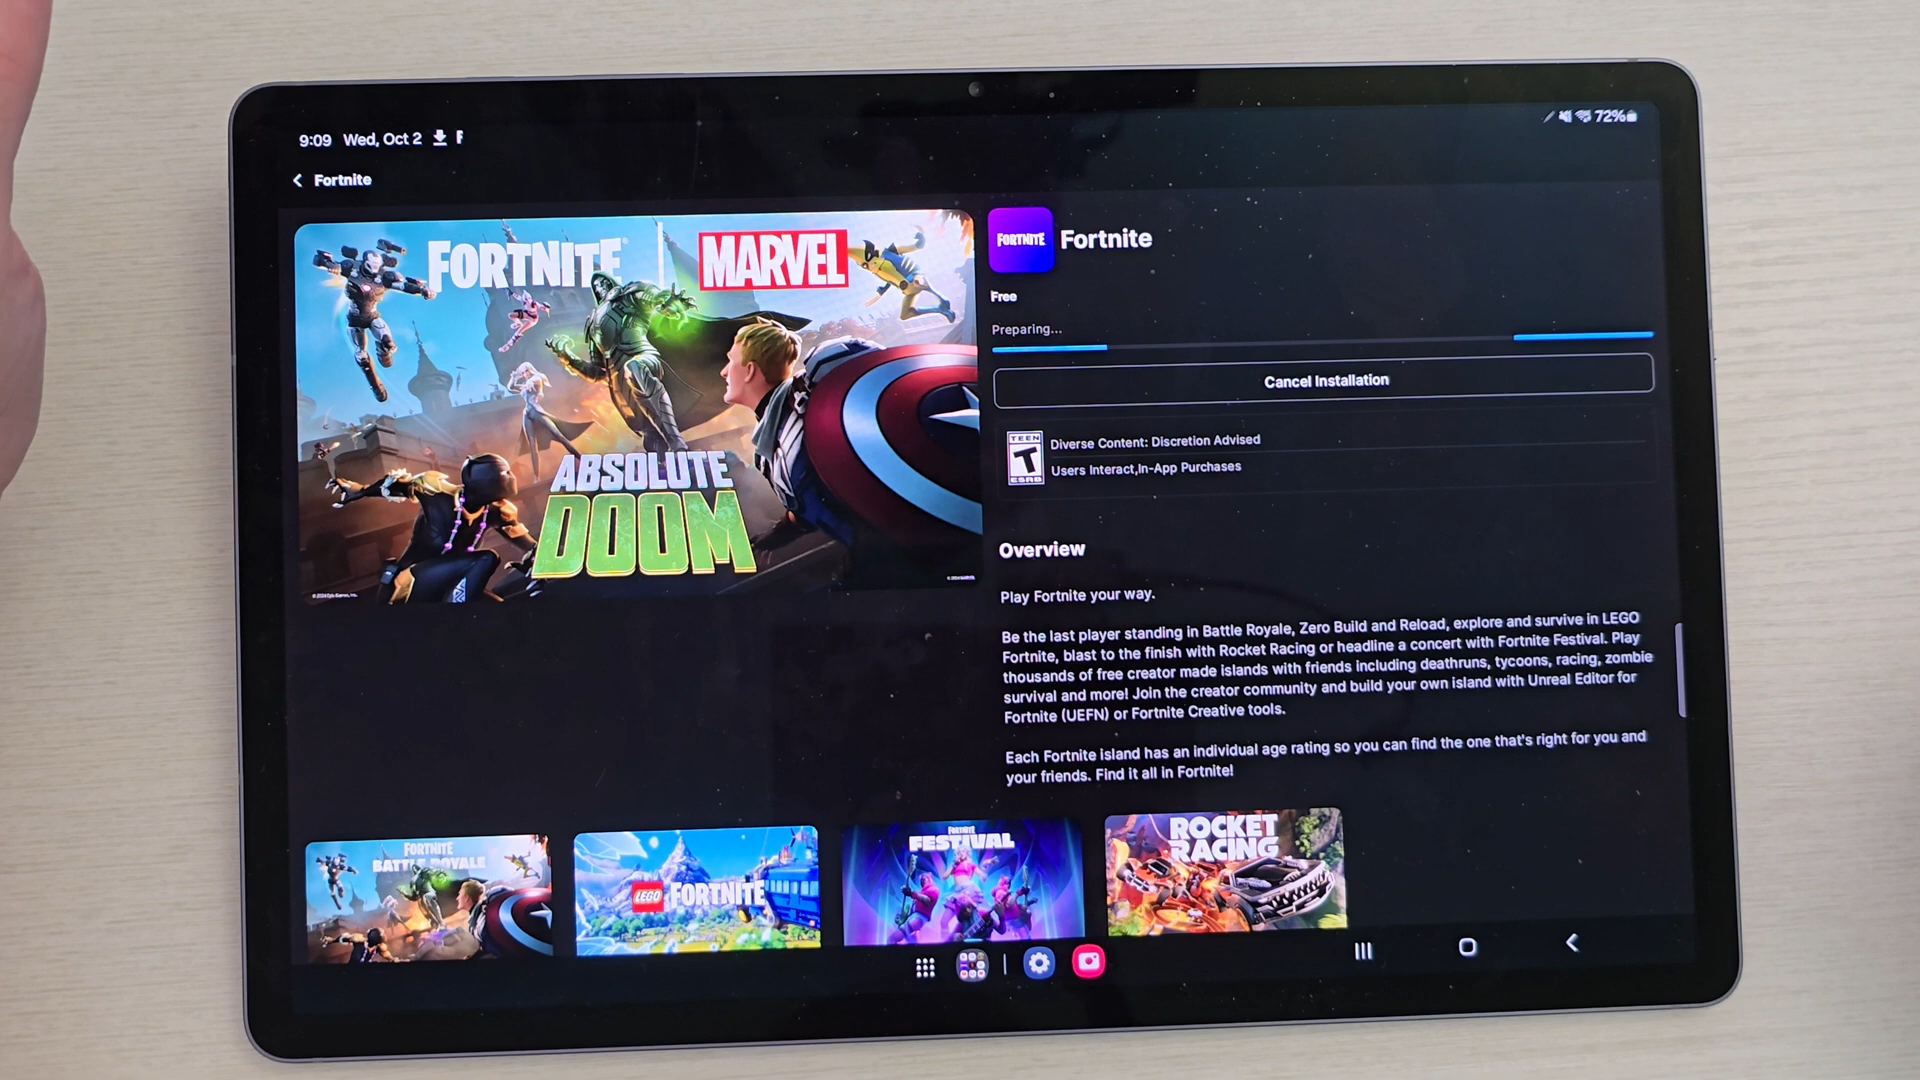 9:09 Wed, Oct 2
72%
Fortnite
FORTNITE
MARVEL
ABSOLUTE
DOOM
© 2024 Epic Games, Inc.
FORTNITE
Fortnite
Free
Preparing...
Cancel Installation
TEEN
T
ESRB
Diverse Content: Discretion Advised
Users Interact,In-App Purchases
Overview
Play Fortnite your way.
Be the last player standing in Battle Royale, Zero Build and Reload, explore and survive in LEGO
Fortnite, blast to the finish with Rocket Racing or headline a concert with Fortnite Festival. Play
thousands of free creator made islands with friends including deathruns, tycoons, racing, zombie
survival and more! Join the creator community and build your own island with Unreal Editor for
Fortnite (UEFN) or Fortnite Creative tools.
Each Fortnite island has an individual age rating so you can find the one that's right for you and
your friends. Find it all in Fortnite!
FORTNITE
BATTLE ROYALE
LEGO FORTNITE
FORTNITE
FESTIVAL
ROCKET
RACING